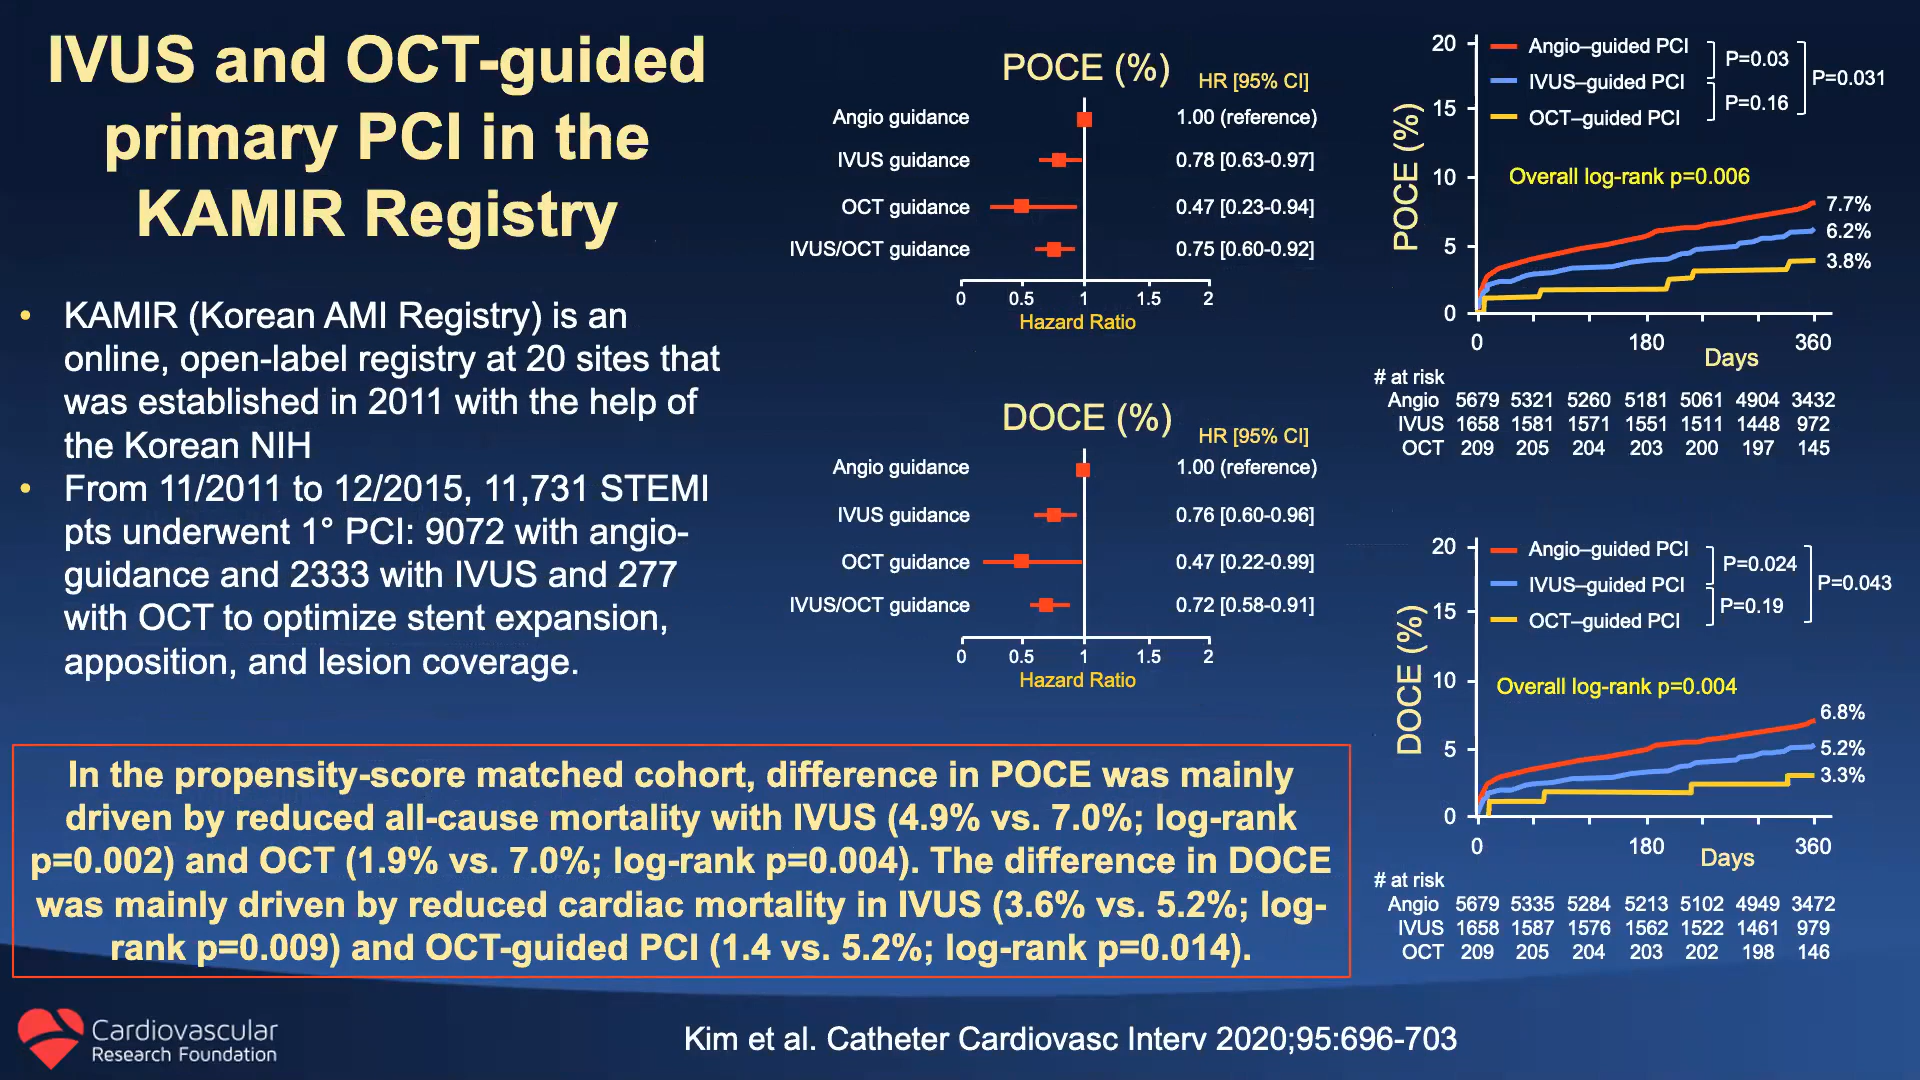 IVUS and OCT-guided
primary PCI in the
KAMIR Registry
• KAMIR (Korean AMI Registry) is an
online, open-label registry at 20 sites that
was established in 2011 with the help of
the Korean NIH
• From 11/2011 to 12/2015, 11,731 STEMI
pts underwent 1° PCI: 9072 with angio-
guidance and 2333 with IVUS and 277
with OCT to optimize stent expansion,
apposition, and lesion coverage.
POCE (%)
HR [95% CI]
Angio guidance 1.00 (reference)
IVUS guidance 0.78 [0.63-0.97]
OCT guidance 0.47 [0.23-0.94]
IVUS/OCT guidance 0.75 [0.60-0.92]
0 0.5 1 1.5 2
Hazard Ratio
DOCE (%)
HR [95% CI]
Angio guidance 1.00 (reference)
IVUS guidance 0.76 [0.60-0.96]
OCT guidance 0.47 [0.22-0.99]
IVUS/OCT guidance 0.72 [0.58-0.91]
0 0.5 1 1.5 2
Hazard Ratio
POCE (%)
20
15
10
5
0
Angio–guided PCI
IVUS–guided PCI
OCT–guided PCI
P=0.03
P=0.16
P=0.031
Overall log-rank p=0.006
7.7%
6.2%
3.8%
0 180 360
Days
# at risk
Angio 5679 5321 5260 5181 5061 4904 3432
IVUS 1658 1581 1571 1551 1511 1448 972
OCT 209 205 204 203 200 197 145
DOCE (%)
20
15
10
5
0
Angio–guided PCI
IVUS–guided PCI
OCT–guided PCI
P=0.024
P=0.19
P=0.043
Overall log-rank p=0.004
6.8%
5.2%
3.3%
0 180 360
Days
# at risk
Angio 5679 5335 5284 5213 5102 4949 3472
IVUS 1658 1587 1576 1562 1522 1461 979
OCT 209 205 204 203 202 198 146
In the propensity-score matched cohort, difference in POCE was mainly
driven by reduced all-cause mortality with IVUS (4.9% vs. 7.0%; log-rank
p=0.002) and OCT (1.9% vs. 7.0%; log-rank p=0.004). The difference in DOCE
was mainly driven by reduced cardiac mortality in IVUS (3.6% vs. 5.2%; log-
rank p=0.009) and OCT-guided PCI (1.4 vs. 5.2%; log-rank p=0.014).
Cardiovascular
Research Foundation
Kim et al. Catheter Cardiovasc Interv 2020;95:696-703